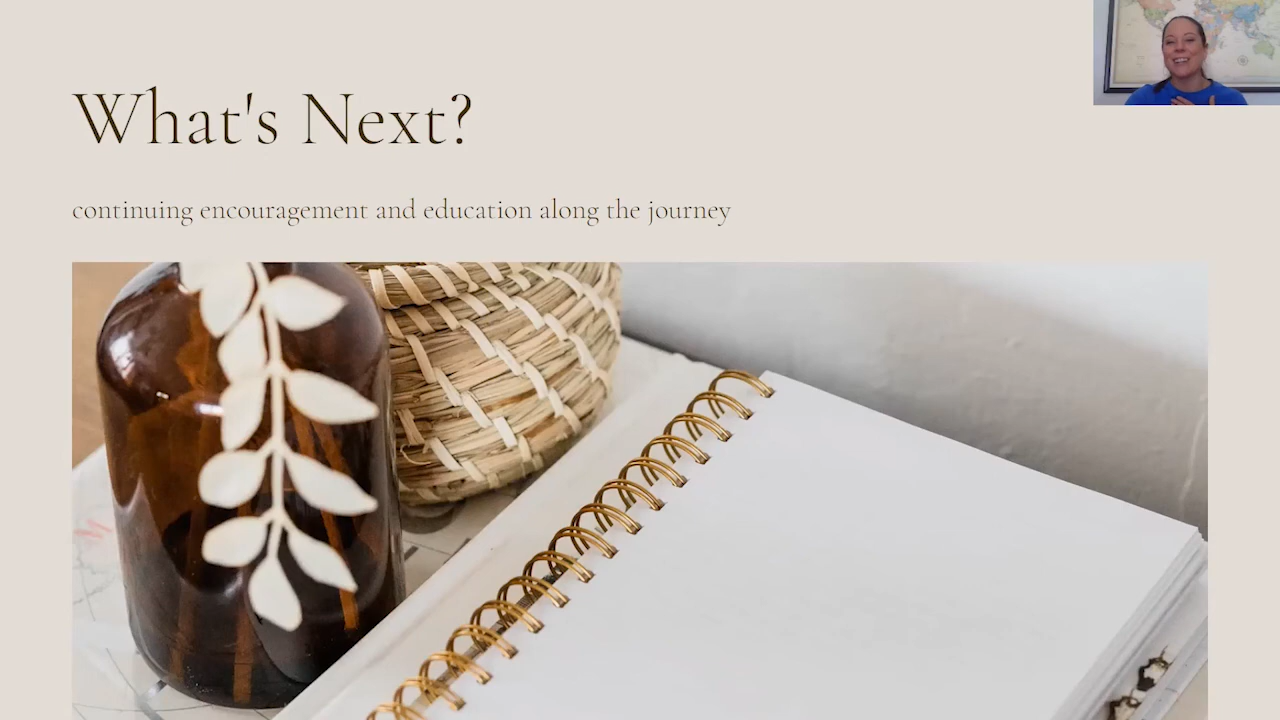 What's Next?
continuing encouragement and education along the journey